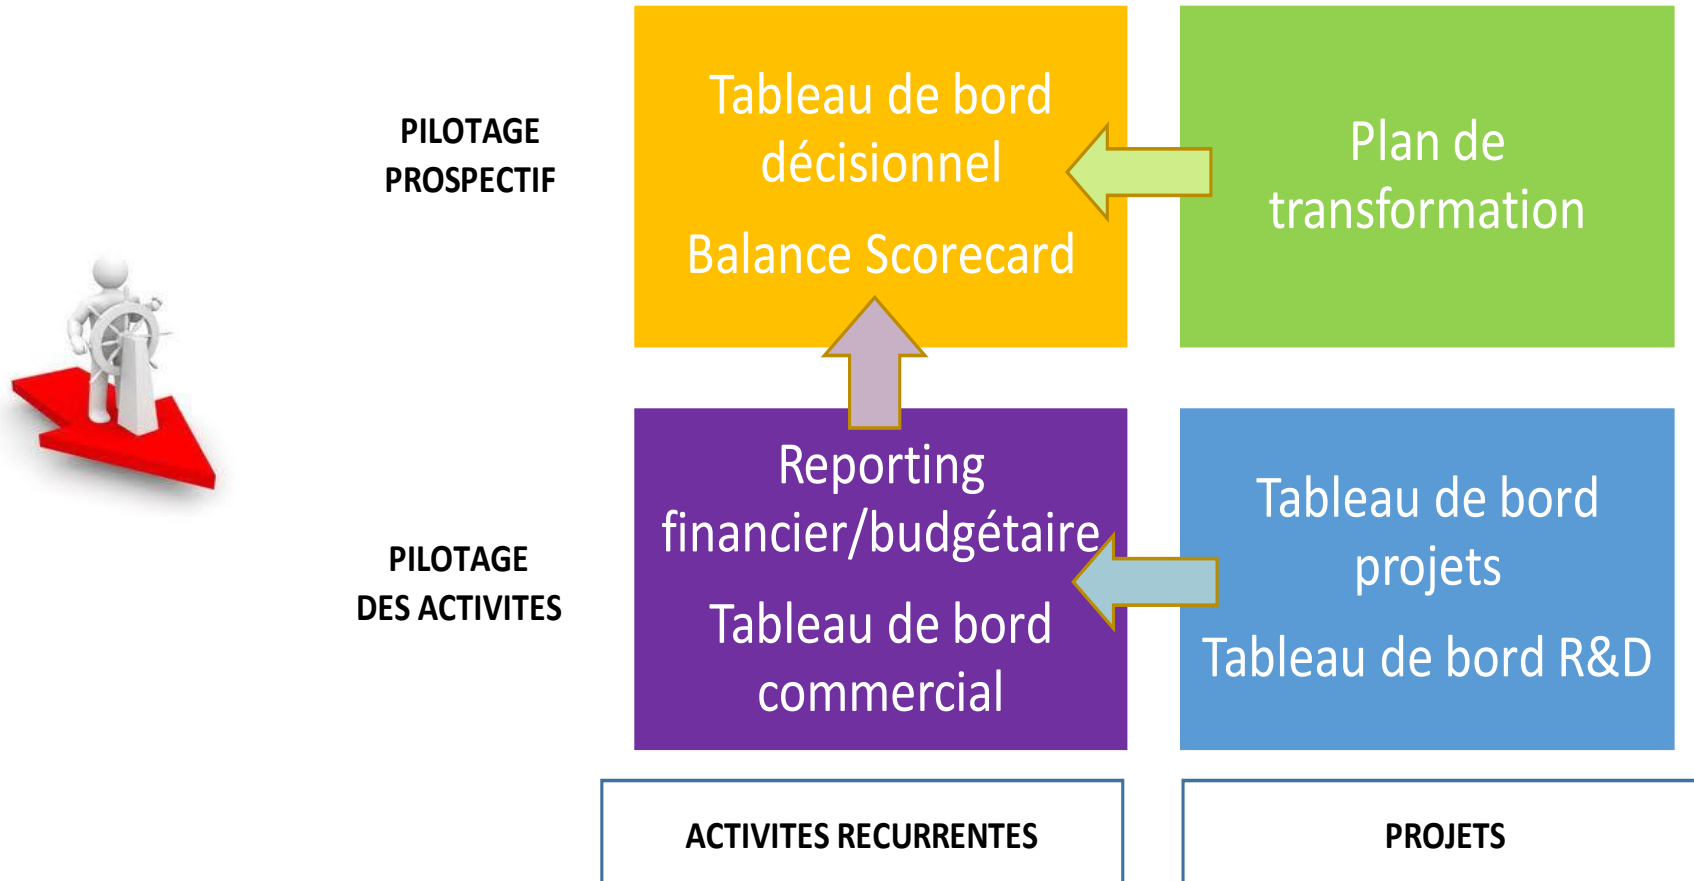 PILOTAGE
PROSPECTIF
Tableau de bord
décisionnel
Balance Scorecard
Plan de
transformation
PILOTAGE
DES ACTIVITES
Reporting
financier/budgétaire
Tableau de bord
commercial
Tableau de bord
projets
Tableau de bord R&D
ACTIVITES RECURRENTES
PROJETS